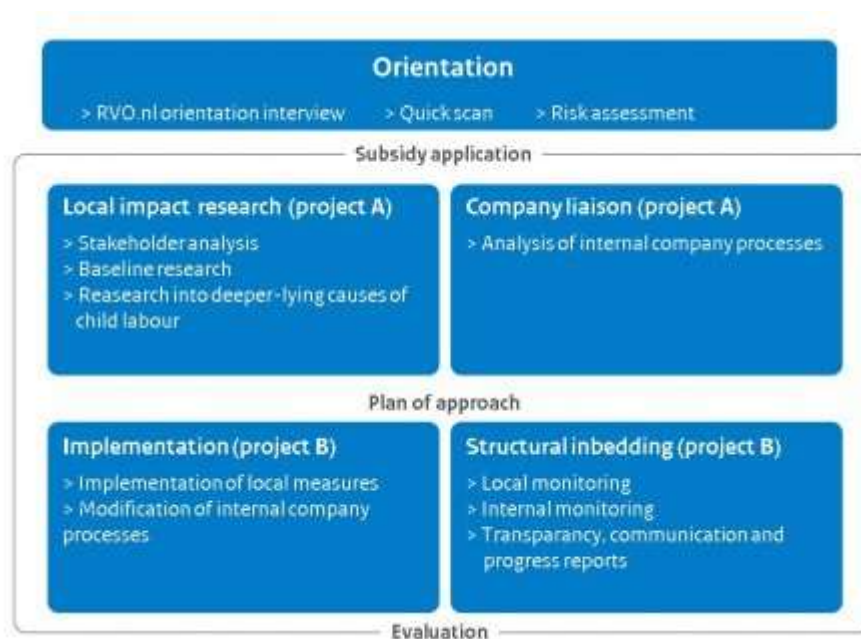 Orientation
> RVO.nl orientation interview > Quick scan > Risk assessment
Subsidy application
Local impact research (project A)
> Stakeholder analysis
> Baseline research
> Reasearch into deeper-lying causes of
child labour
Company liaison (project A)
> Analysis of internal company processes
Plan of approach
Implementation (project B)
> Implementation of local measures
> Modification of internal company
processes
Structural inbedding (project B)
> Local monitoring
> Internal monitoring
> Transparancy, communication and
progress reports
Evaluation